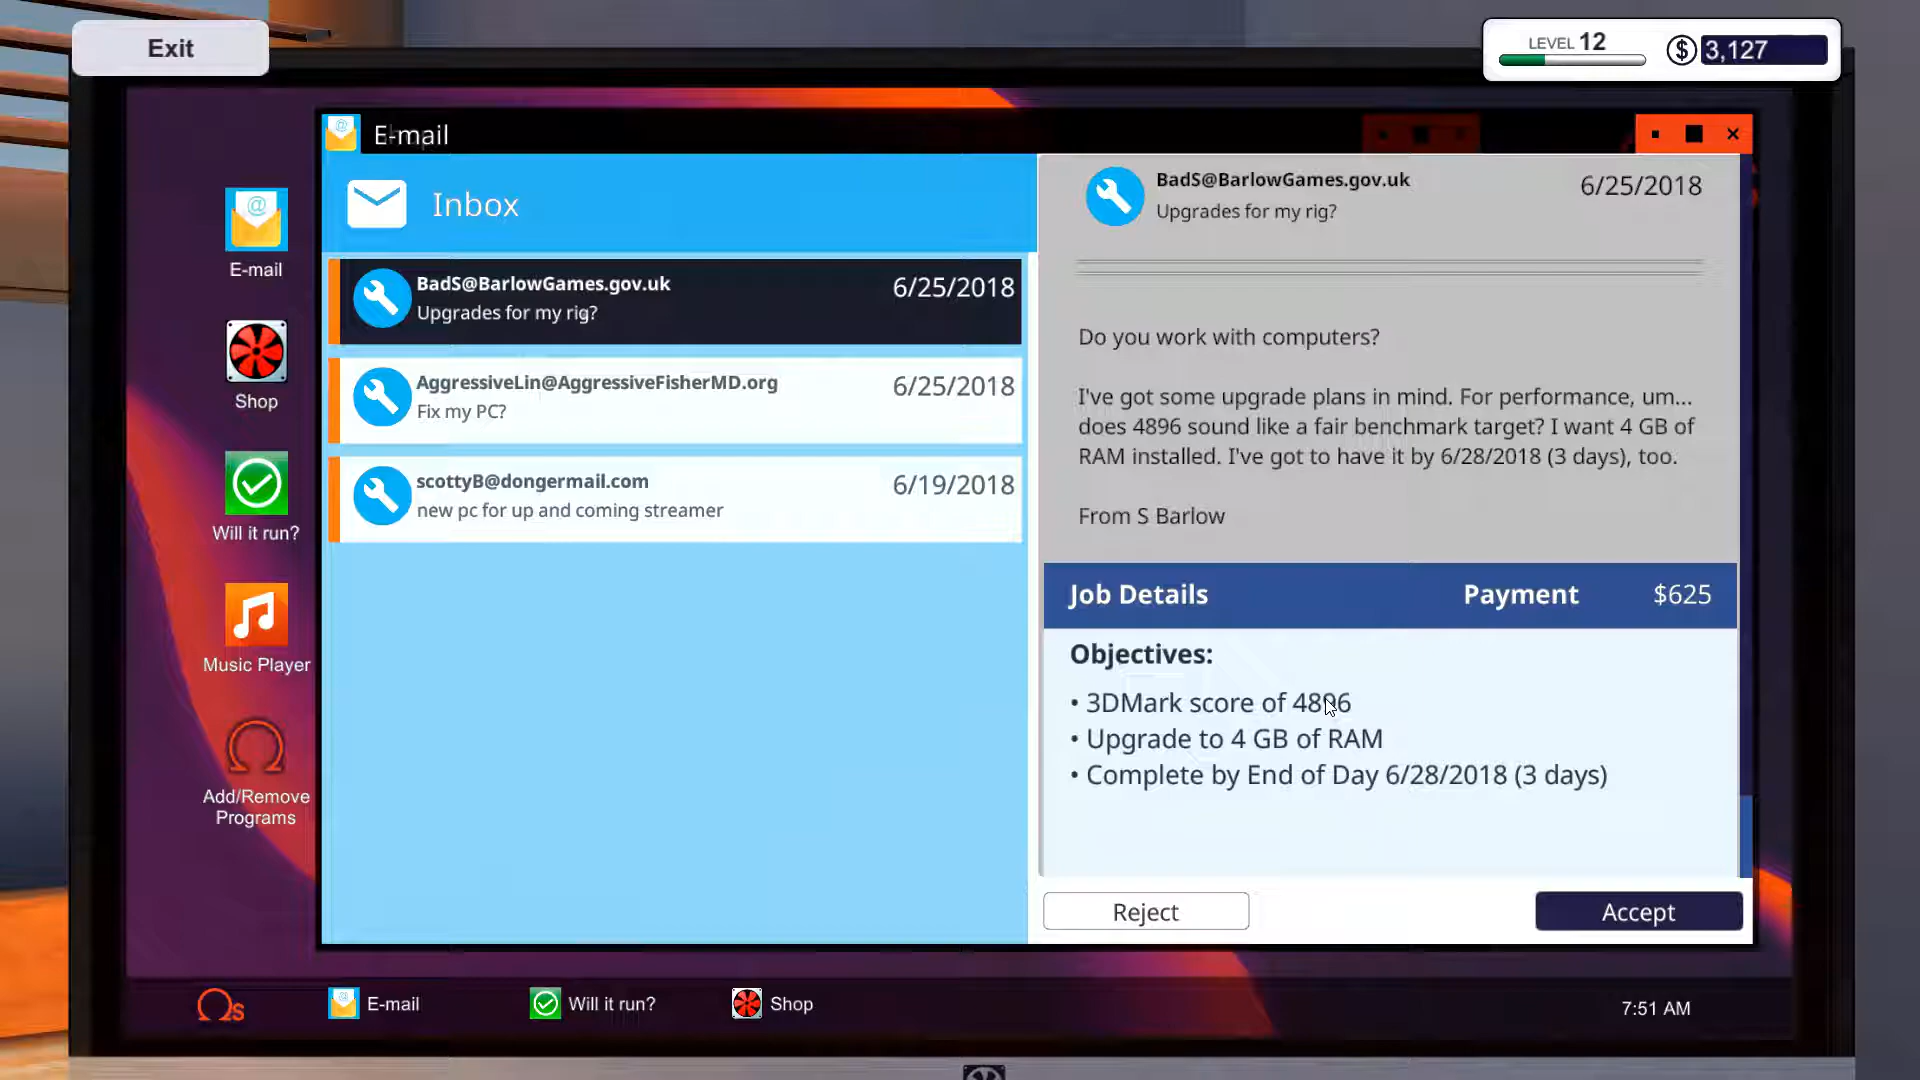 Exit
LEVEL 12
$ 3,127
E-mail
Inbox
BadS@BarlowGames.gov.uk
6/25/2018
Upgrades for my rig?
AggressiveLin@AggressiveFisherMD.org
6/25/2018
Fix my PC?
scottyB@dongermail.com
6/19/2018
new pc for up and coming streamer
BadS@BarlowGames.gov.uk
6/25/2018
Upgrades for my rig?
Do you work with computers?
I've got some upgrade plans in mind. For performance, um...
does 4896 sound like a fair benchmark target? I want 4 GB of
RAM installed. I've got to have it by 6/28/2018 (3 days), too.
From S Barlow
Job Details
Payment
$625
Objectives:
• 3DMark score of 4896
• Upgrade to 4 GB of RAM
• Complete by End of Day 6/28/2018 (3 days)
Reject
Accept
E-mail
Shop
Will it run?
Music Player
Add/Remove
Programs
Ωs
E-mail
Will it run?
Shop
7:51 AM